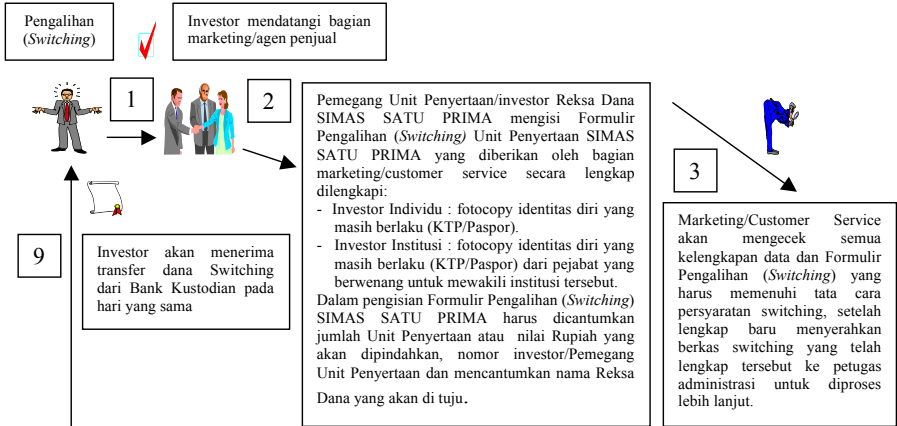 Pengalihan
(Switching)
Investor mendatangi bagian
marketing/agen penjual
1
2
Pemegang Unit Penyertaan/investor Reksa Dana
SIMAS SATU PRIMA mengisi Formulir
Pengalihan (Switching) Unit Penyertaan SIMAS
SATU PRIMA yang diberikan oleh bagian
marketing/customer service secara lengkap
dilengkapi:
- Investor Individu : fotocopy identitas diri yang
masih berlaku (KTP/Paspor).
- Investor Institusi : fotocopy identitas diri yang
masih berlaku (KTP/Paspor) dari pejabat yang
berwenang untuk mewakili institusi tersebut.
Dalam pengisian Formulir Pengalihan (Switching)
SIMAS SATU PRIMA harus dicantumkan
jumlah Unit Penyertaan atau nilai Rupiah yang
akan dipindahkan, nomor investor/Pemegang
Unit Penyertaan dan mencantumkan nama Reksa
Dana yang akan di tuju.
3
Marketing/Customer Service
akan mengecek semua
kelengkapan data dan Formulir
Pengalihan (Switching) yang
harus memenuhi tata cara
persyaratan switching, setelah
lengkap baru menyerahkan
berkas switching yang telah
lengkap tersebut ke petugas
administrasi untuk diproses
lebih lanjut.
9
Investor akan menerima
transfer dana Switching
dari Bank Kustodian pada
hari yang sama